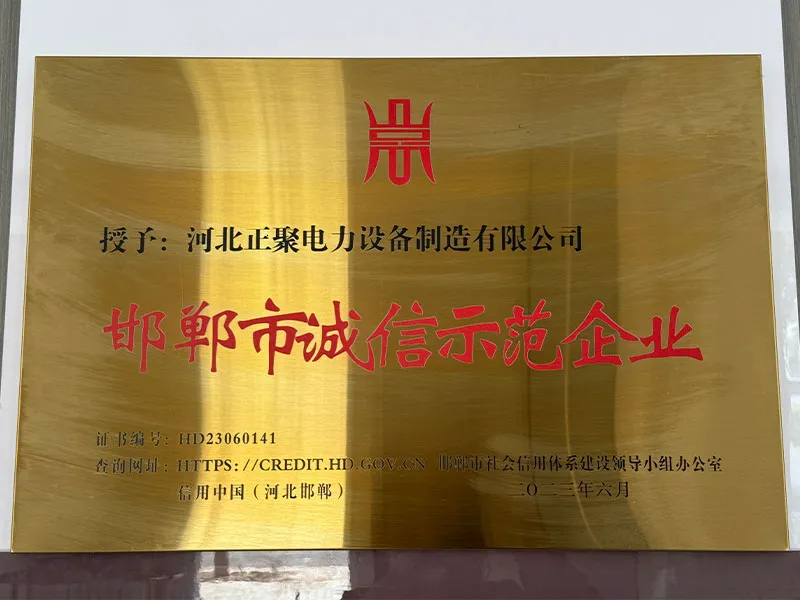 授予：河北正聚电力设备制造有限公司
邯郸市诚信示范企业
证书编号：HD23060141
查询网址：HTTPS://CREDIT.HD.GOV.CN
信用中国（河北邯郸）
邯郸市社会信用体系建设领导小组办公室
二〇二三年六月